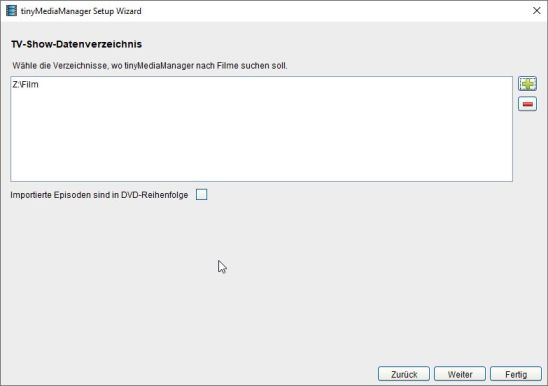 tinyMediaManager Setup Wizard
TV-Show-Datenverzeichnis
Wähle die Verzeichnisse, wo tinyMediaManager nach Filme suchen soll.
Z:\Film
Importierte Episoden sind in DVD-Reihenfolge
Zurück Weiter Fertig